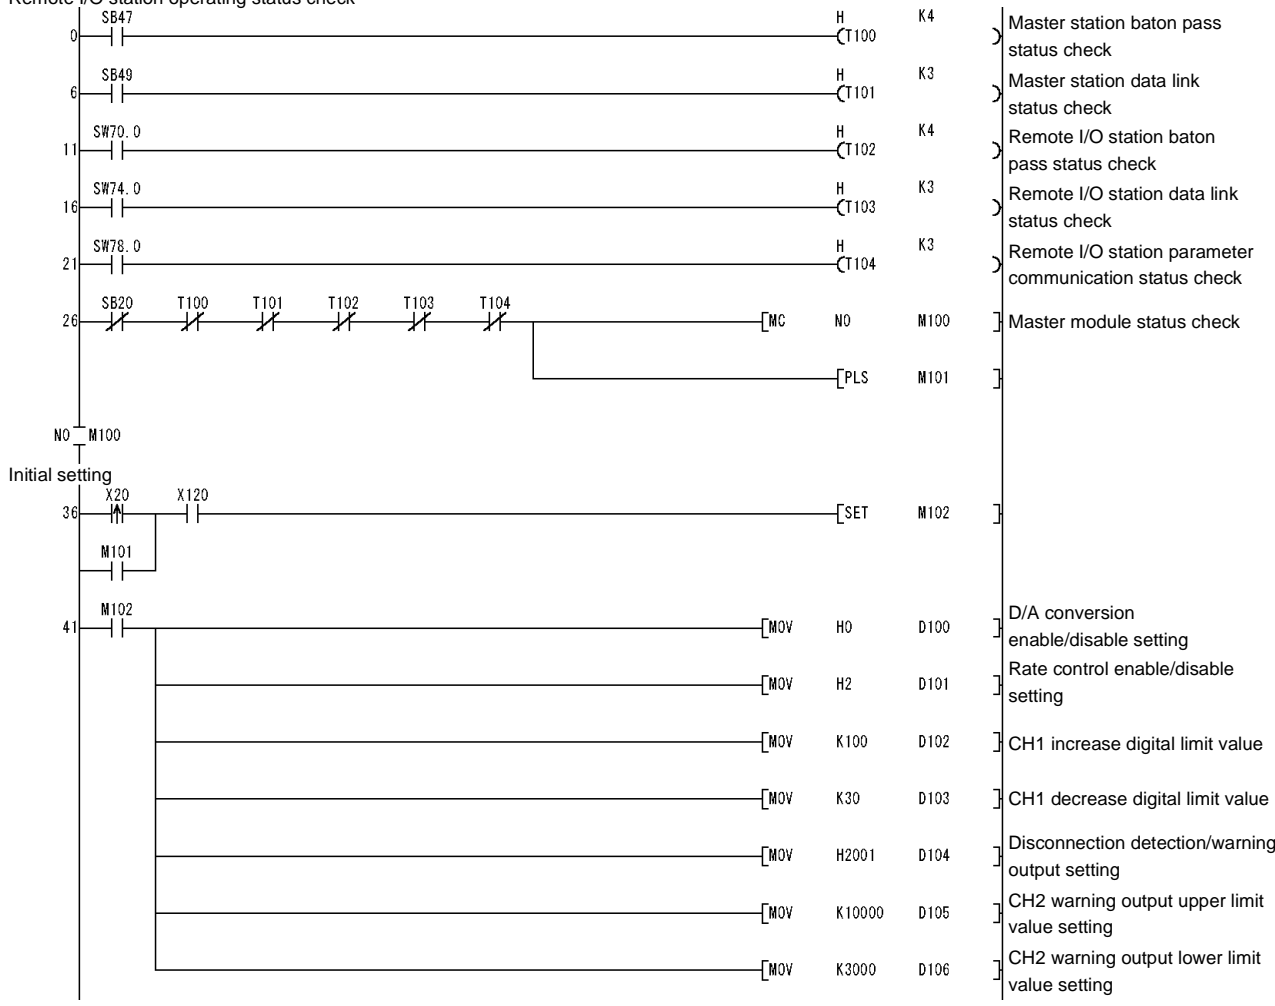 Remote I/O station operating status check
SB47 H K4
0 T100 Master station baton pass
status check
SB49 H K3
6 T101 Master station data link
status check
SW70.0 H K4
11 T102 Remote I/O station baton
pass status check
SW74.0 H K3
16 T103 Remote I/O station data link
status check
SW78.0 H K3
21 T104 Remote I/O station parameter
communication status check
SB20 T100 T101 T102 T103 T104
26 MC N0 M100 Master module status check
PLS M101
N0 M100
Initial setting
X20 X120
36 SET M102
M101
M102
41 MOV H0 D100 D/A conversion
enable/disable setting
MOV H2 D101 Rate control enable/disable
setting
MOV K100 D102 CH1 increase digital limit value
MOV K30 D103 CH1 decrease digital limit value
MOV H2001 D104 Disconnection detection/warning
output setting
MOV K10000 D105 CH2 warning output upper limit
value setting
MOV K3000 D106 CH2 warning output lower limit
value setting